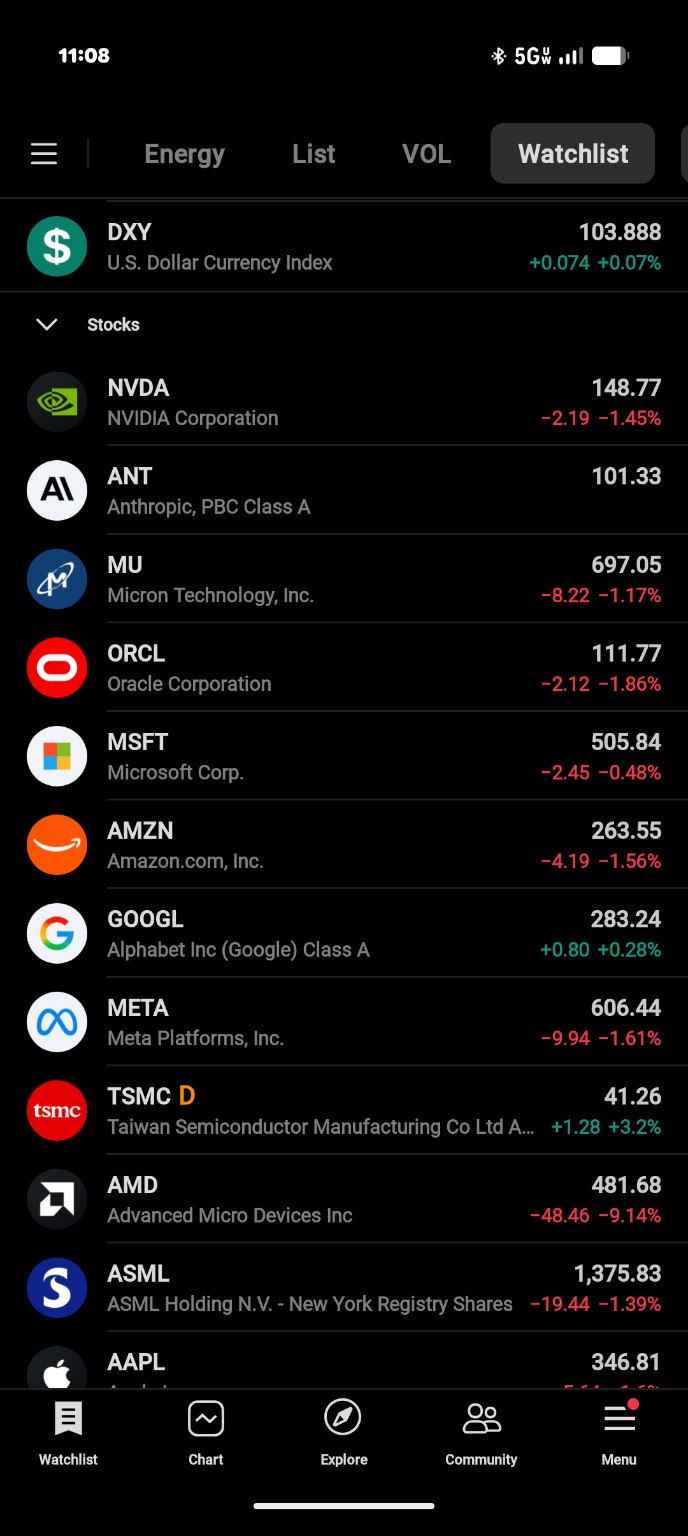 11:08
5G UW
Energy List VOL Watchlist
DXY 103.888
U.S. Dollar Currency Index +0.074 +0.07%
Stocks
NVDA 148.77
NVIDIA Corporation −2.19 −1.45%
ANT 101.33
Anthropic, PBC Class A
MU 697.05
Micron Technology, Inc. −8.22 −1.17%
ORCL 111.77
Oracle Corporation −2.12 −1.86%
MSFT 505.84
Microsoft Corp. −2.45 −0.48%
AMZN 263.55
Amazon.com, Inc. −4.19 −1.56%
GOOGL 283.24
Alphabet Inc (Google) Class A +0.80 +0.28%
META 606.44
Meta Platforms, Inc. −9.94 −1.61%
tsmc
TSMC D 41.26
Taiwan Semiconductor Manufacturing Co Ltd A... +1.28 +3.2%
AMD 481.68
Advanced Micro Devices Inc −48.46 −9.14%
ASML 1,375.83
ASML Holding N.V. - New York Registry Shares −19.44 −1.39%
AAPL 346.81
Watchlist Chart Explore Community Menu